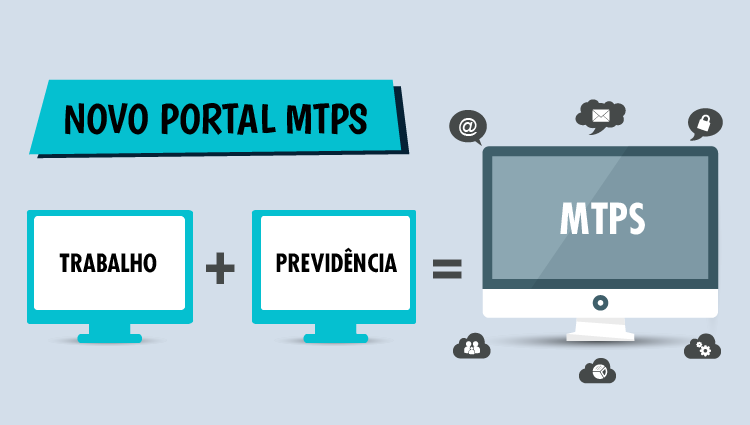 NOVO PORTAL MTPS
TRABALHO
+
PREVIDÊNCIA
=
MTPS
@